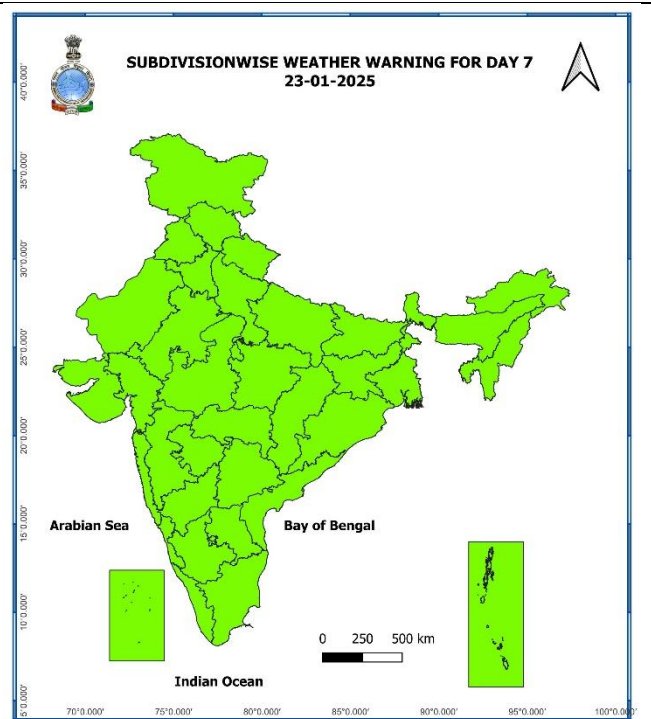 SUBDIVISIONWISE WEATHER WARNING FOR DAY 7
23-01-2025
40°0.000'
35°0.000'
30°0.000'
25°0.000'
20°0.000'
15°0.000'
10°0.000'
5°0.000'
Arabian Sea
Bay of Bengal
0 250 500 km
Indian Ocean
70°0.000' 75°0.000' 80°0.000' 85°0.000' 90°0.000' 95°0.000' 100°0.000'